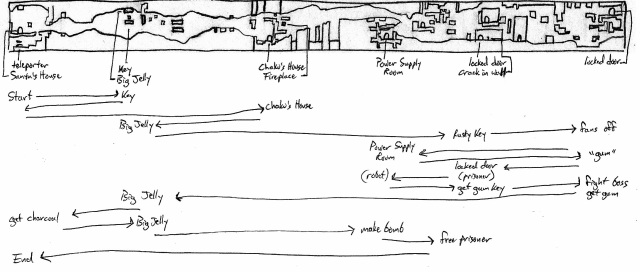 teleporter
Santa's House
Key
Big Jelly
Chaku's House
Fireplace
Power Supply
Room
locked door
crack in wall
locked door
Start
Key
Chaku's House
Big Jelly
Rusty Key
fans off
Power Supply
Room
"gum"
locked door
(prisoner)
(robot)
get gum key
fight boss
get gum
Big Jelly
get charcoal
Big Jelly
make bomb
free prisoner
End